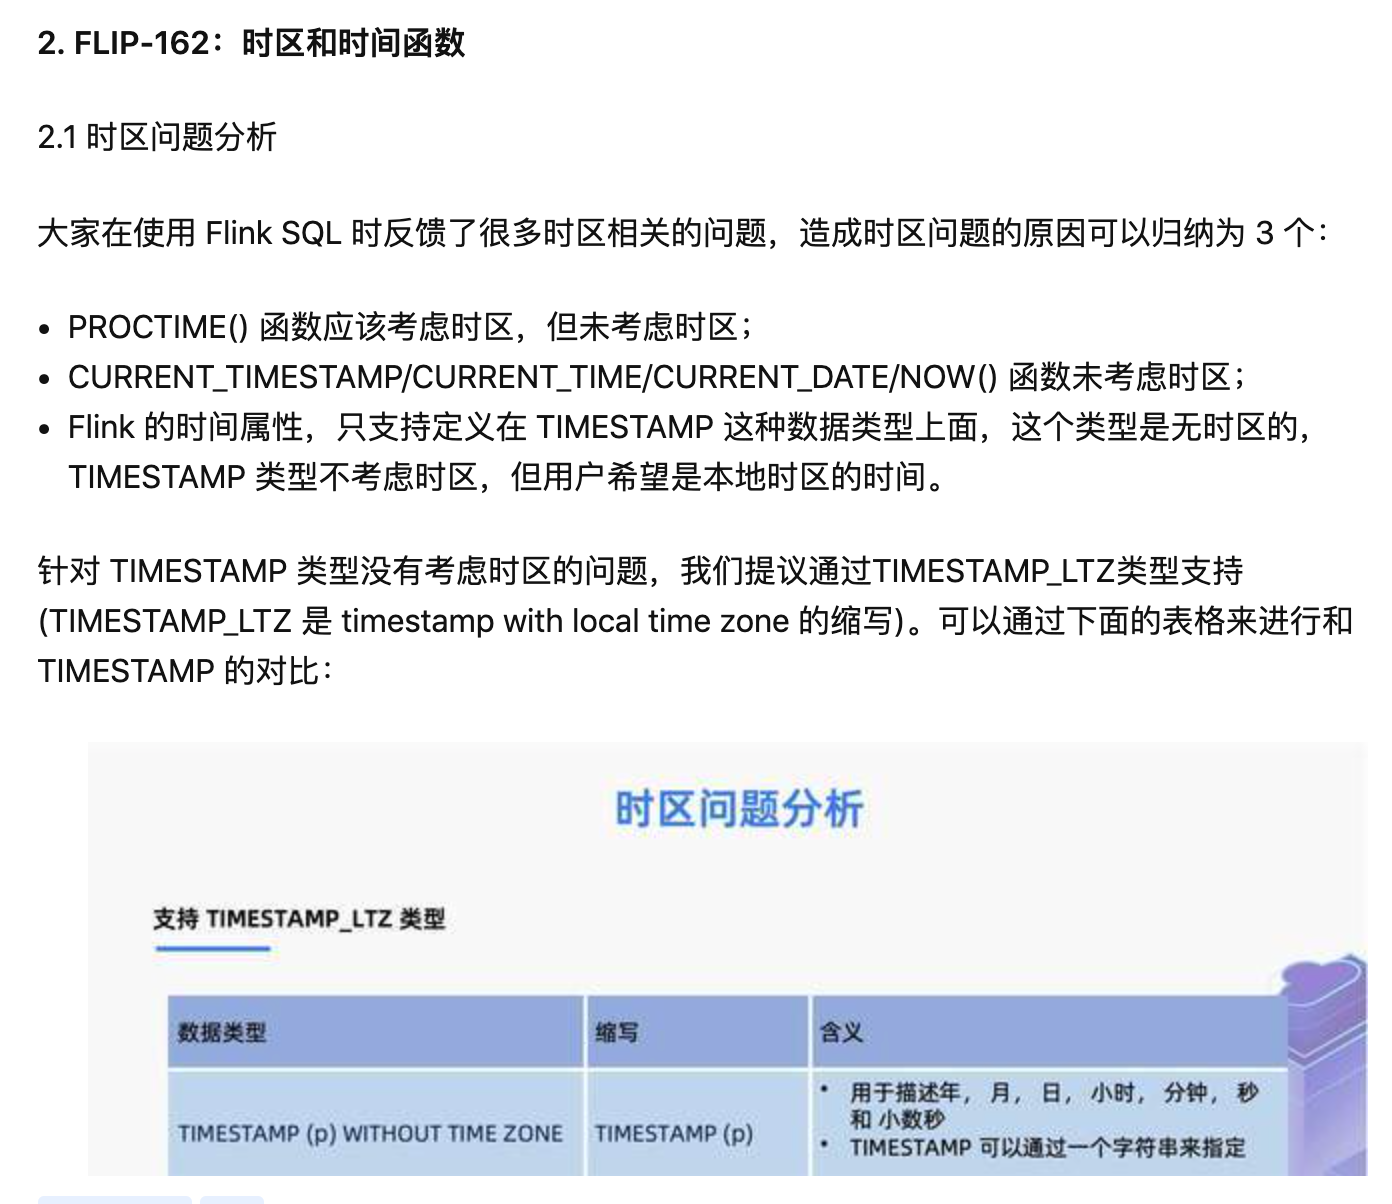 2. FLIP-162：时区和时间函数
2.1 时区问题分析
大家在使用 Flink SQL 时反馈了很多时区相关的问题，造成时区问题的原因可以归纳为 3 个：
• PROCTIME() 函数应该考虑时区，但未考虑时区；
• CURRENT_TIMESTAMP/CURRENT_TIME/CURRENT_DATE/NOW() 函数未考虑时区；
• Flink 的时间属性，只支持定义在 TIMESTAMP 这种数据类型上面，这个类型是无时区的，
TIMESTAMP 类型不考虑时区，但用户希望是本地时区的时间。
针对 TIMESTAMP 类型没有考虑时区的问题，我们提议通过TIMESTAMP_LTZ类型支持
(TIMESTAMP_LTZ 是 timestamp with local time zone 的缩写)。可以通过下面的表格来进行和
TIMESTAMP 的对比：
时区问题分析
支持 TIMESTAMP_LTZ 类型
数据类型 缩写 含义
TIMESTAMP (p) WITHOUT TIME ZONE TIMESTAMP (p)
• 用于描述年， 月， 日， 小时， 分钟， 秒
和 小数秒
• TIMESTAMP 可以通过一个字符串来指定